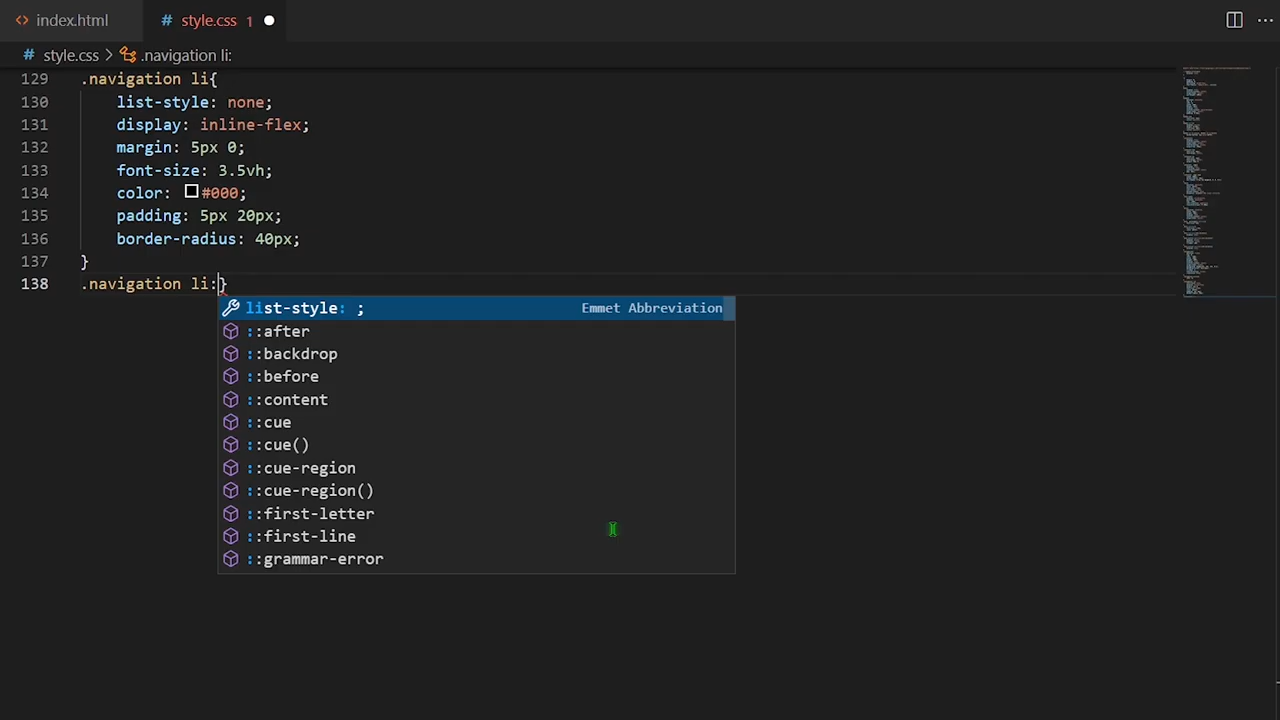 index.html
# style.css 1
# style.css > .navigation li:
129 .navigation li{
130 list-style: none;
131 display: inline-flex;
132 margin: 5px 0;
133 font-size: 3.5vh;
134 color: #000;
135 padding: 5px 20px;
136 border-radius: 40px;
137 }
138 .navigation li:}
list-style: ; Emmet Abbreviation
::after
::backdrop
::before
::content
::cue
::cue()
::cue-region
::cue-region()
::first-letter
::first-line
::grammar-error